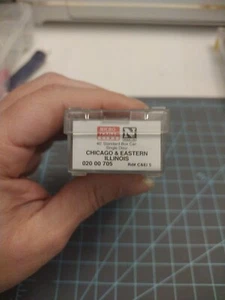 N
40' Standard Box Car
Single Door
CHICAGO & EASTERN
ILLINOIS
020 00 705